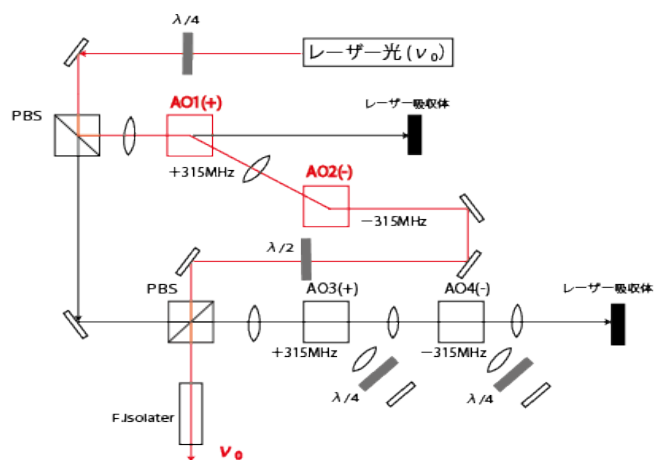 λ/4
レーザー光(ν₀)
PBS
AO1(+)
レーザー吸収体
+315MHz
AO2(-)
−315MHz
λ/2
PBS
AO3(+)
AO4(-)
レーザー吸収体
+315MHz
−315MHz
λ/4
λ/4
F.Isolater
ν₀